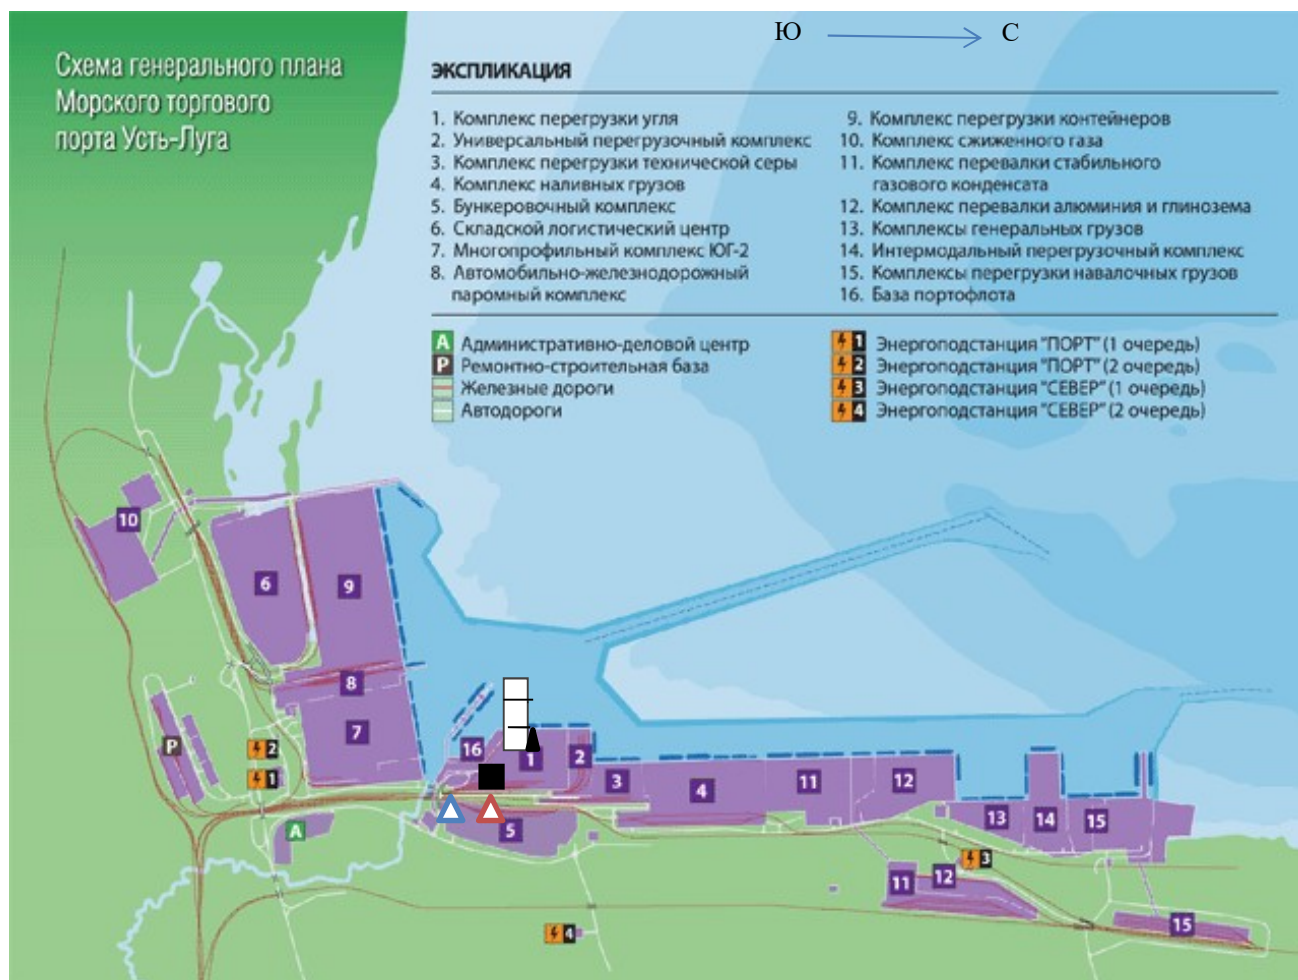 Ю С
Схема генерального плана
Морского торгового
порта Усть-Луга
ЭКСПЛИКАЦИЯ
1. Комплекс перегрузки угля
2. Универсальный перегрузочный комплекс
3. Комплекс перегрузки технической серы
4. Комплекс наливных грузов
5. Бункеровочный комплекс
6. Складской логистический центр
7. Многопрофильный комплекс ЮГ-2
8. Автомобильно-железнодорожный
паромный комплекс
9. Комплекс перегрузки контейнеров
10. Комплекс сжиженного газа
11. Комплекс перевалки стабильного
газового конденсата
12. Комплекс перевалки алюминия и глинозема
13. Комплексы генеральных грузов
14. Интермодальный перегрузочный комплекс
15. Комплексы перегрузки навалочных грузов
16. База портофлота
А Административно-деловой центр
Р Ремонтно-строительная база
Железные дороги
Автодороги
1 Энергоподстанция "ПОРТ" (1 очередь)
2 Энергоподстанция "ПОРТ" (2 очередь)
3 Энергоподстанция "СЕВЕР" (1 очередь)
4 Энергоподстанция "СЕВЕР" (2 очередь)
10
6
9
8
7
Р
2
1
А
16
1
2
3
4
5
11
12
13
14
15
3
11
12
4
15